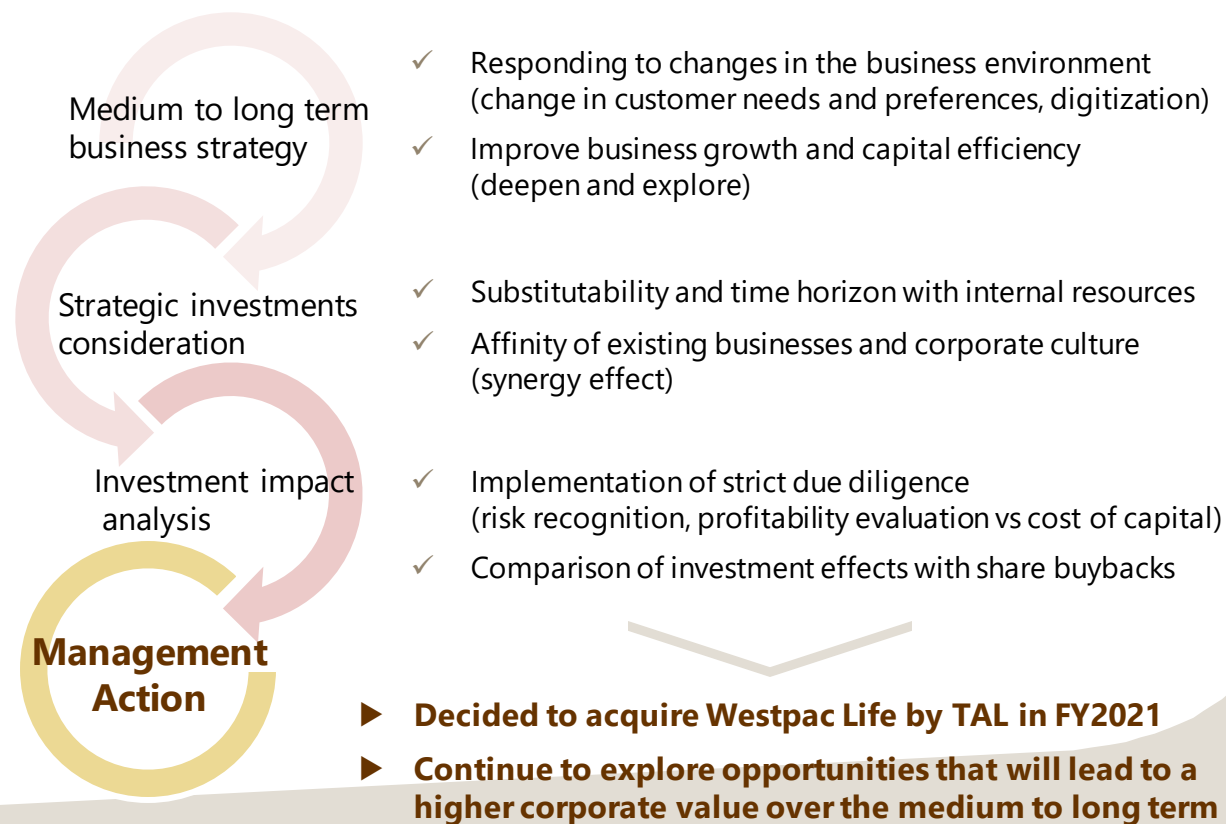 Medium to long term
business strategy
✓ Responding to changes in the business environment
(change in customer needs and preferences, digitization)
✓ Improve business growth and capital efficiency
(deepen and explore)
Strategic investments
consideration
✓ Substitutability and time horizon with internal resources
✓ Affinity of existing businesses and corporate culture
(synergy effect)
Investment impact
analysis
✓ Implementation of strict due diligence
(risk recognition, profitability evaluation vs cost of capital)
✓ Comparison of investment effects with share buybacks
Management
Action
▶ Decided to acquire Westpac Life by TAL in FY2021
▶ Continue to explore opportunities that will lead to a
higher corporate value over the medium to long term